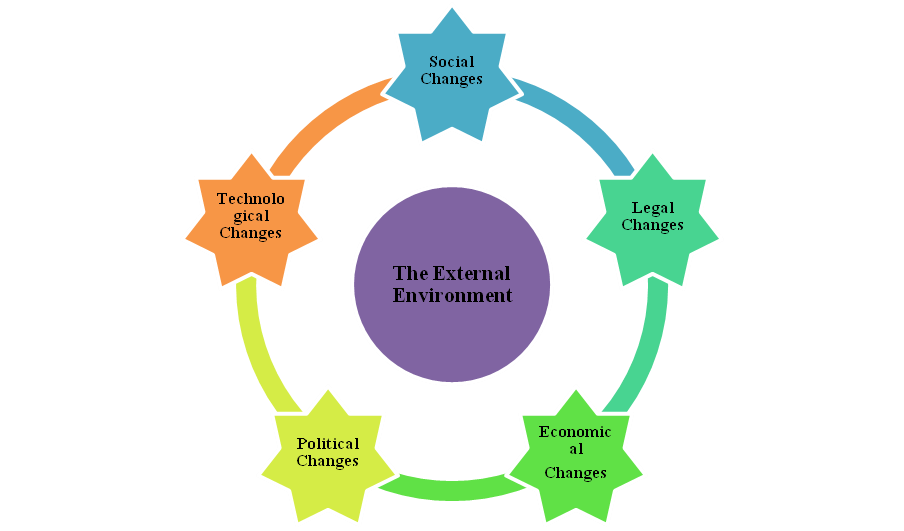 Social
Changes
Legal
Changes
Technolo
gical
Changes
The External
Environment
Political
Changes
Economic
al
Changes